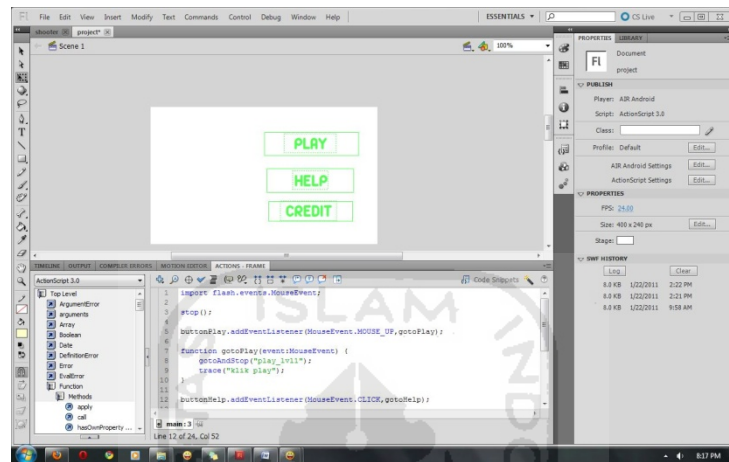 Fl File Edit View Insert Modify Text Commands Control Debug Window Help ESSENTIALS CS Live
shooter project*
Scene 1 100%
PLAY
HELP
CREDIT
PROPERTIES LIBRARY
Fl Document
project
PUBLISH
Player: AIR Android
Script: ActionScript 3.0
Class:
Profile: Default Edit...
AIR Android Settings Edit...
ActionScript Settings Edit...
PROPERTIES
FPS: 24.00
Size: 400 x 240 px Edit...
Stage:
SWF HISTORY
Log Clear
8.0 KB 1/22/2011 2:22 PM
8.0 KB 1/22/2011 2:21 PM
8.0 KB 1/22/2011 9:58 AM
TIMELINE OUTPUT COMPILER ERRORS MOTION EDITOR ACTIONS - FRAME
ActionScript 3.0 Code Snippets
Top Level
ArgumentError
arguments
Array
Boolean
Date
DefinitionError
Error
EvalError
Function
Methods
apply
call
hasOwnProperty ...
1 import flash.events.MouseEvent;
2
3 stop();
4
5 buttonPlay.addEventListener(MouseEvent.MOUSE_UP,gotoPlay);
6
7 function gotoPlay(event:MouseEvent) {
8 gotoAndStop("play_lvl1");
9 trace("klik play");
10 }
11
12 buttonHelp.addEventListener(MouseEvent.CLICK,gotoHelp);
main : 3
Line 12 of 24, Col 52
ISLAM
8:17 PM